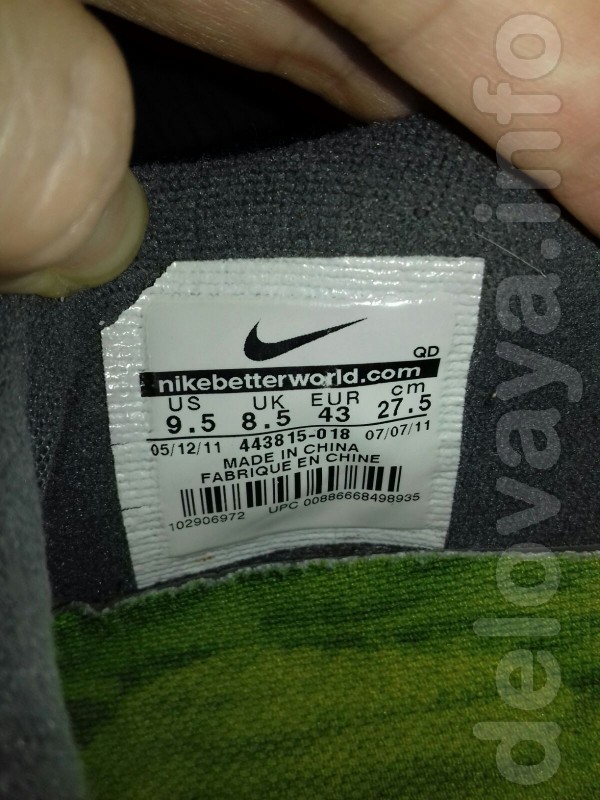 QD
nikebetterworld.com
US UK EUR cm
9.5 8.5 43 27.5
05/12/11 443815-018 07/07/11
MADE IN CHINA
FABRIQUE EN CHINE
102906972 UPC 00886668498935
delovaya.info